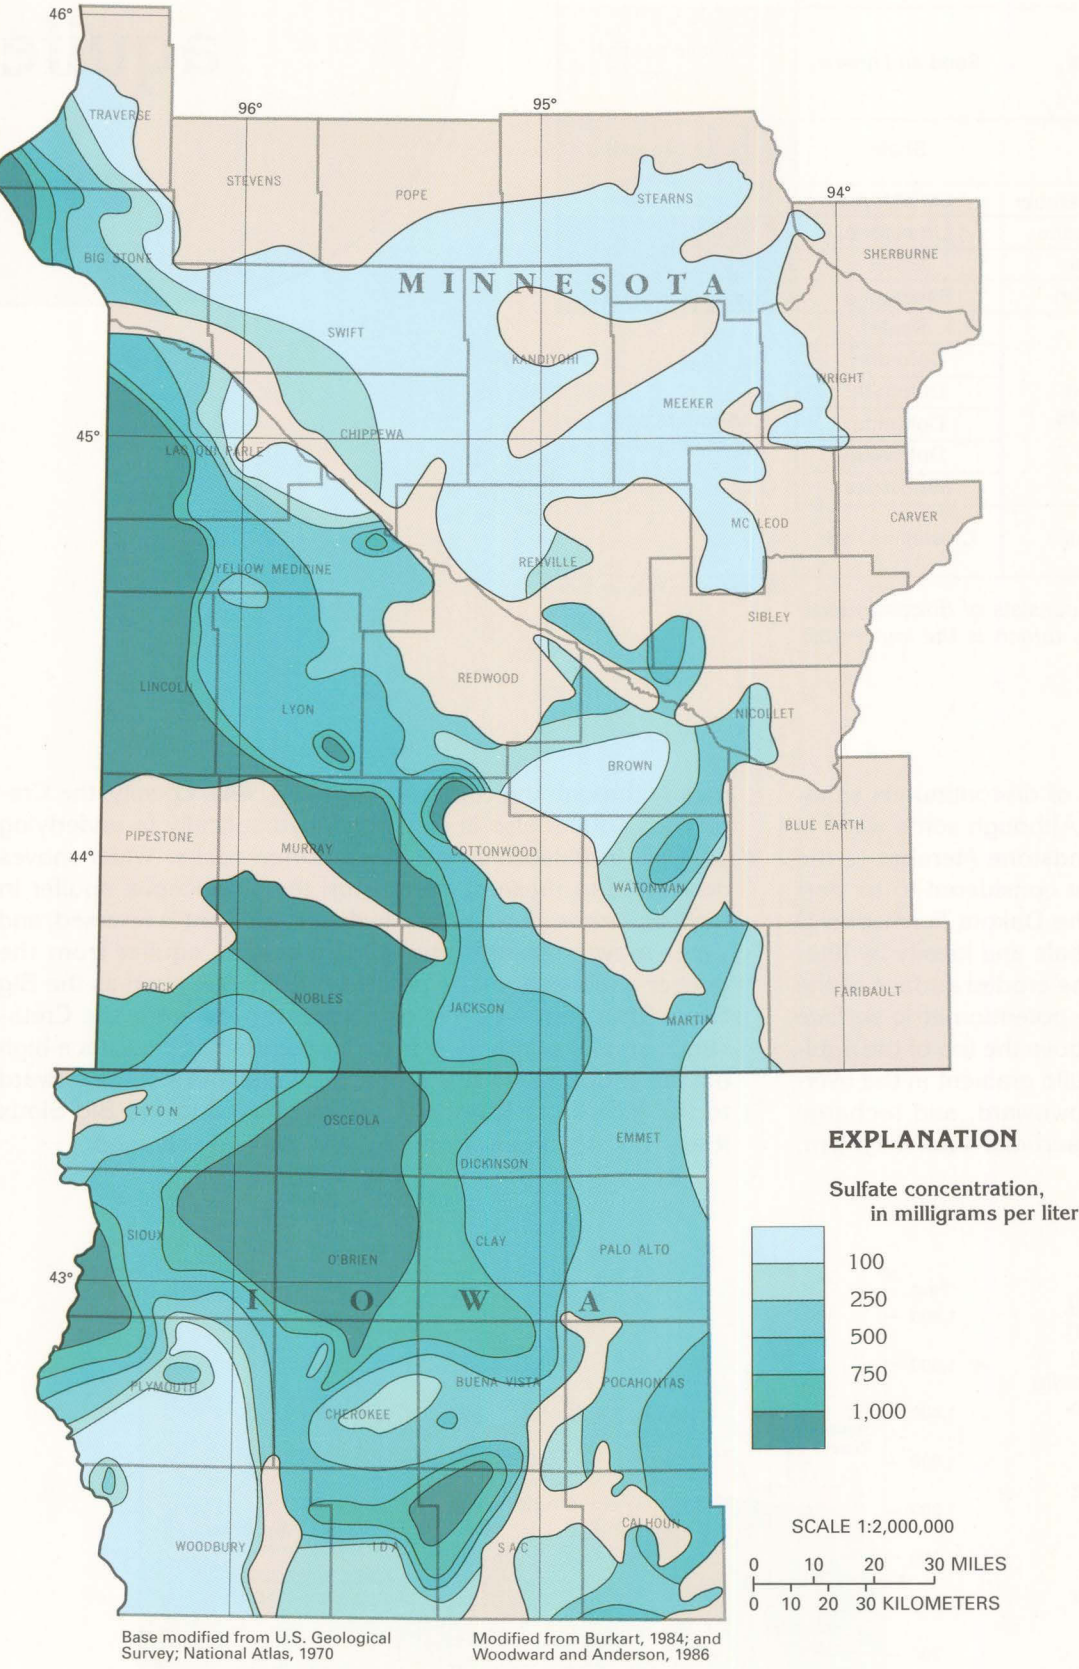 46°
TRAVERSE
96°
95°
STEVENS
POPE
STEARNS
94°
BIG STONE
SHERBURNE
MINNESOTA
SWIFT
KANDIYOHI
WRIGHT
MEEKER
45°
CHIPPEWA
LAC QUI PARLE
MC LEOD
CARVER
YELLOW MEDICINE
RENVILLE
SIBLEY
LINCOLN
REDWOOD
LYON
NICOLLET
BROWN
PIPESTONE
MURRAY
COTTONWOOD
BLUE EARTH
44°
WATONWAN
ROCK
NOBLES
JACKSON
MARTIN
FARIBAULT
LYON
OSCEOLA
DICKINSON
EMMET
SIOUX
O'BRIEN
CLAY
PALO ALTO
43°
IOWA
PLYMOUTH
CHEROKEE
BUENA VISTA
POCAHONTAS
WOODBURY
IDA
SAC
CALHOUN
EXPLANATION
Sulfate concentration,
in milligrams per liter
100
250
500
750
1,000
SCALE 1:2,000,000
0 10 20 30 MILES
0 10 20 30 KILOMETERS
Base modified from U.S. Geological
Survey; National Atlas, 1970
Modified from Burkart, 1984; and
Woodward and Anderson, 1986